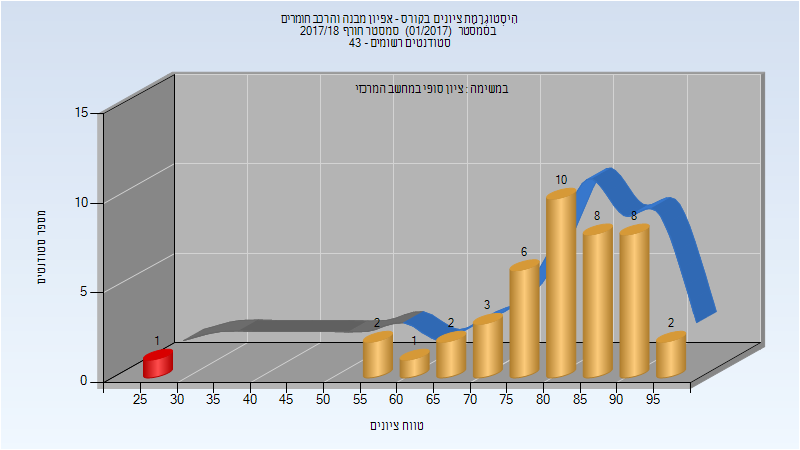 היסטוגרמת ציונים בקורס - אפיון מבנה והרכב חומרים
בסמסטר (01/2017) סמסטר חורף 2017/18
סטודנטים רשומים - 43
במשימה : ציון סופי במחשב המרכזי
15
10
5
0
מספר סטודנטים
1
2
1
2
3
6
10
8
8
2
25 30 35 40 45 50 55 60 65 70 75 80 85 90 95
טווח ציונים